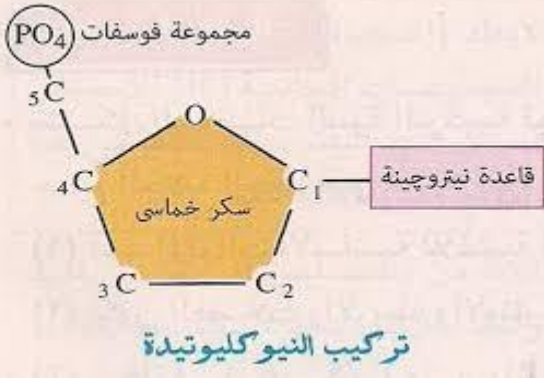 PO4 مجموعة فوسفات
5C
O
4C
C1
قاعدة نيتروچينة
سكر خماسى
3C
C2
تركيب النيوكليوتيدة